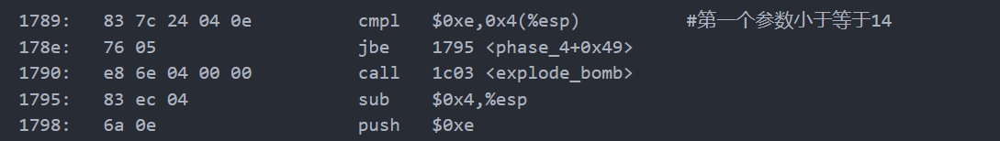 1789: 83 7c 24 04 0e cmpl $0xe,0x4(%esp) #第一个参数小于等于14
178e: 76 05 jbe 1795 <phase_4+0x49>
1790: e8 6e 04 00 00 call 1c03 <explode_bomb>
1795: 83 ec 04 sub $0x4,%esp
1798: 6a 0e push $0xe